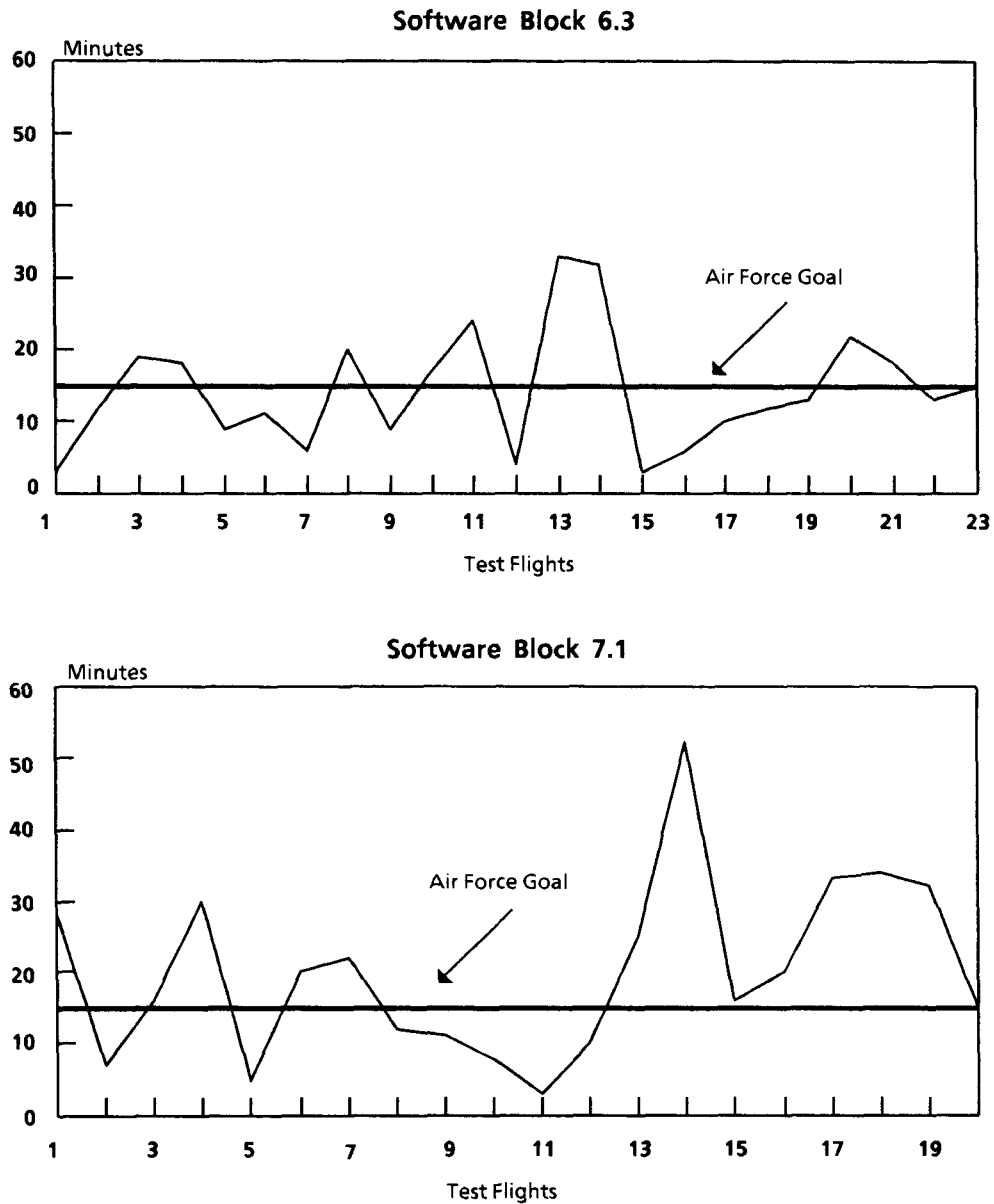 Software Block 6.3
Minutes
60
50
40
30
20
10
0
Air Force Goal
1 3 5 7 9 11 13 15 17 19 21 23
Test Flights
Software Block 7.1
Minutes
60
50
40
30
20
10
0
Air Force Goal
1 3 5 7 9 11 13 15 17 19
Test Flights